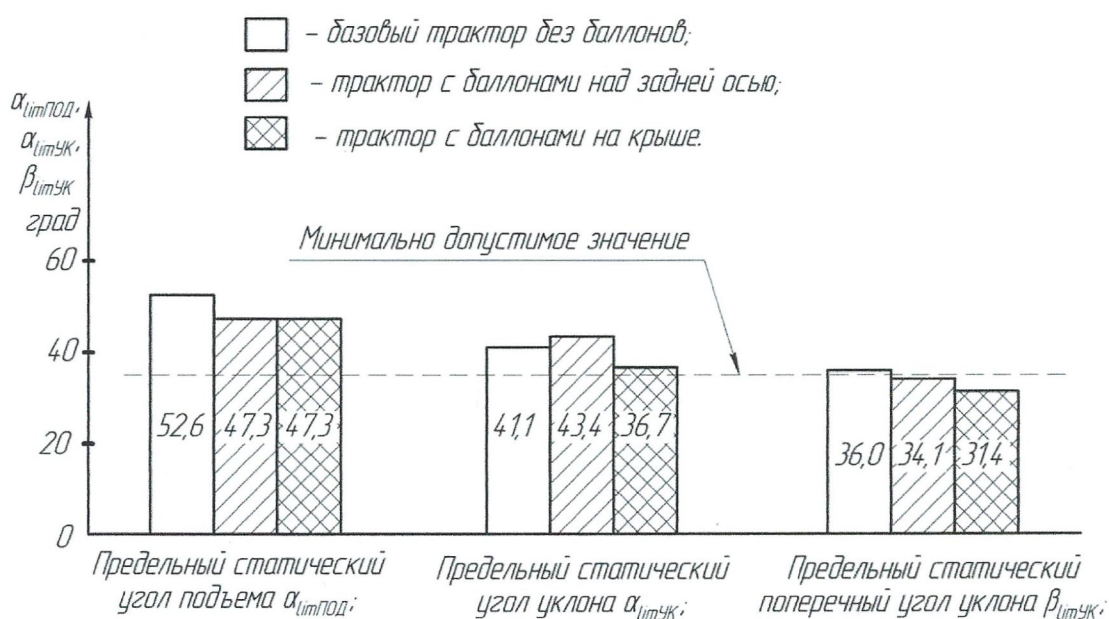 – базовый трактор без баллонов;
– трактор с баллонами над задней осью;
– трактор с баллонами на крыше.
α_limПОД,
α_limУК,
β_limУК
град
60
40
20
0
Минимально допустимое значение
52,6 47,3 47,3
41,1 43,4 36,7
36,0 34,1 31,4
Предельный статический
угол подъема α_limПОД;
Предельный статический
угол уклона α_limУК;
Предельный статический
поперечный угол уклона β_limУК;